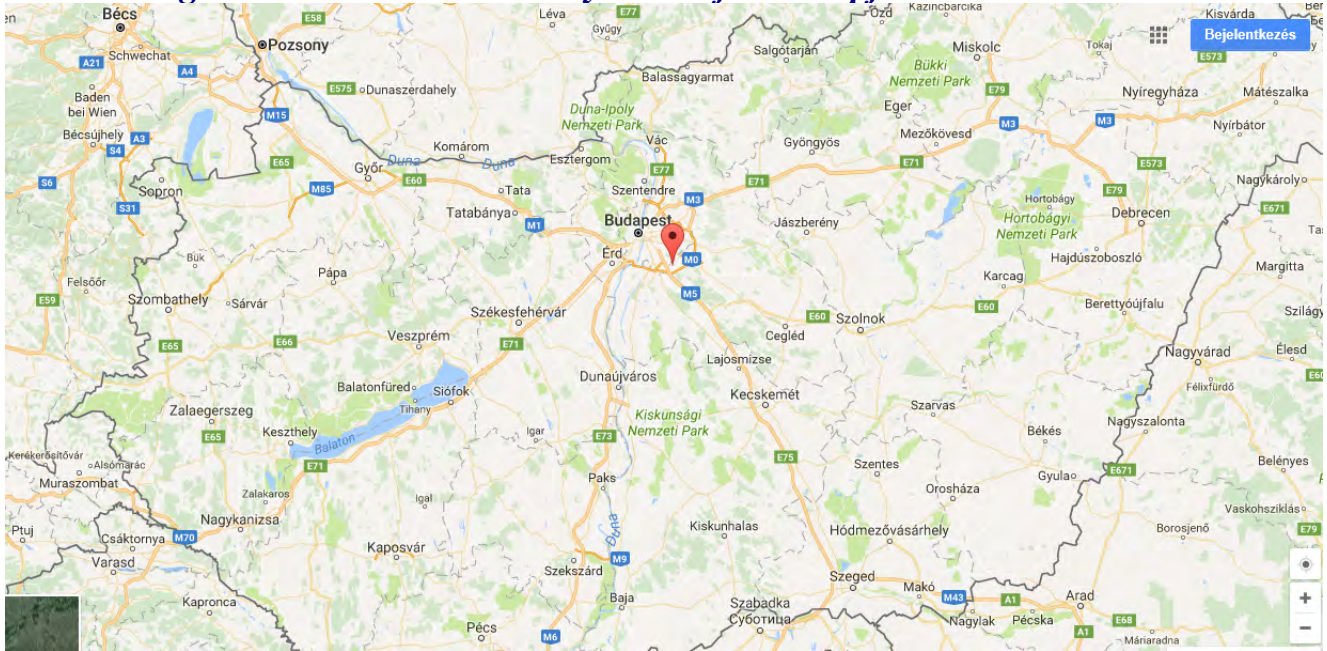 Bécs
E58
Léva
E77
Gyügy
Ózd
Kazincbarcika
Kisvárda
Bejelentkezés
Schwechat
Pozsony
Salgótarján
Miskolc
Tokaj
E573
A21
A4
Balassagyarmat
Bükki
Nemzeti Park
E79
Nyíregyháza
Mátészalka
Baden
bei Wien
E575
Dunaszerdahely
M15
Duna-Ipoly
Nemzeti Park
Eger
M3
M3
Nyírbátor
Bécsújhely
A3
S4
Vác
Gyöngyös
Mezőkövesd
Komárom
Duna
Duna
Esztergom
E71
E573
E65
Győr
E60
E77
S6
Sopron
M85
Tata
Szentendre
M3
E71
E79
Nagykároly
S31
Tatabánya
M1
Budapest
Jászberény
Hortobágy
Hortobágyi
Nemzeti Park
Debrecen
E671
Érd
M0
Hajdúszoboszló
Bük
Pápa
Karcag
Margitta
Felsőőr
M5
E59
Szombathely
Sárvár
Székesfehérvár
E60
E60
Berettyóújfalu
Szolnok
Cegléd
Szilágy
E65
E66
Veszprém
E71
Lajosmizse
Nagyvárad
Élesd
Balatonfüred
Tihany
Siófok
Dunaújváros
Kecskemét
Félixfürdő
E60
Zalaegerszeg
E65
Keszthely
Balaton
E71
Igar
E73
Kiskunsági
Nemzeti Park
Szarvas
Békés
Nagyszalonta
Kerékerősítővár
Alsómarác
Muraszombat
E75
Szentes
Gyula
E671
Belényes
Zalakaros
Igal
Paks
Orosháza
Vaskohsziklás
Nagykanizsa
Ptuj
Csáktornya
M70
Varasd
Kaposvár
Duna
Kiskunhalas
Hódmezővásárhely
Borosjenő
E79
Szekszárd
M9
Szeged
Makó
M43
A1
Arad
Kapronca
Baja
Szabadka
Суботица
Nagylak
Pécska
E68
A1
Pécs
M6
Máriaradna